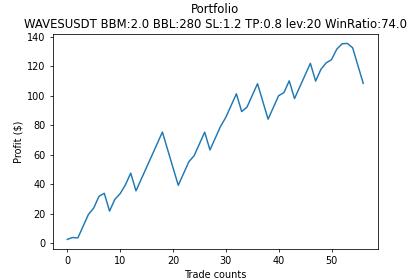 Portfolio
WAVESUSDT BBM:2.0 BBL:280 SL:1.2 TP:0.8 lev:20 WinRatio:74.0
140
120
100
80
60
40
20
0
Profit ($)
0 10 20 30 40 50
Trade counts